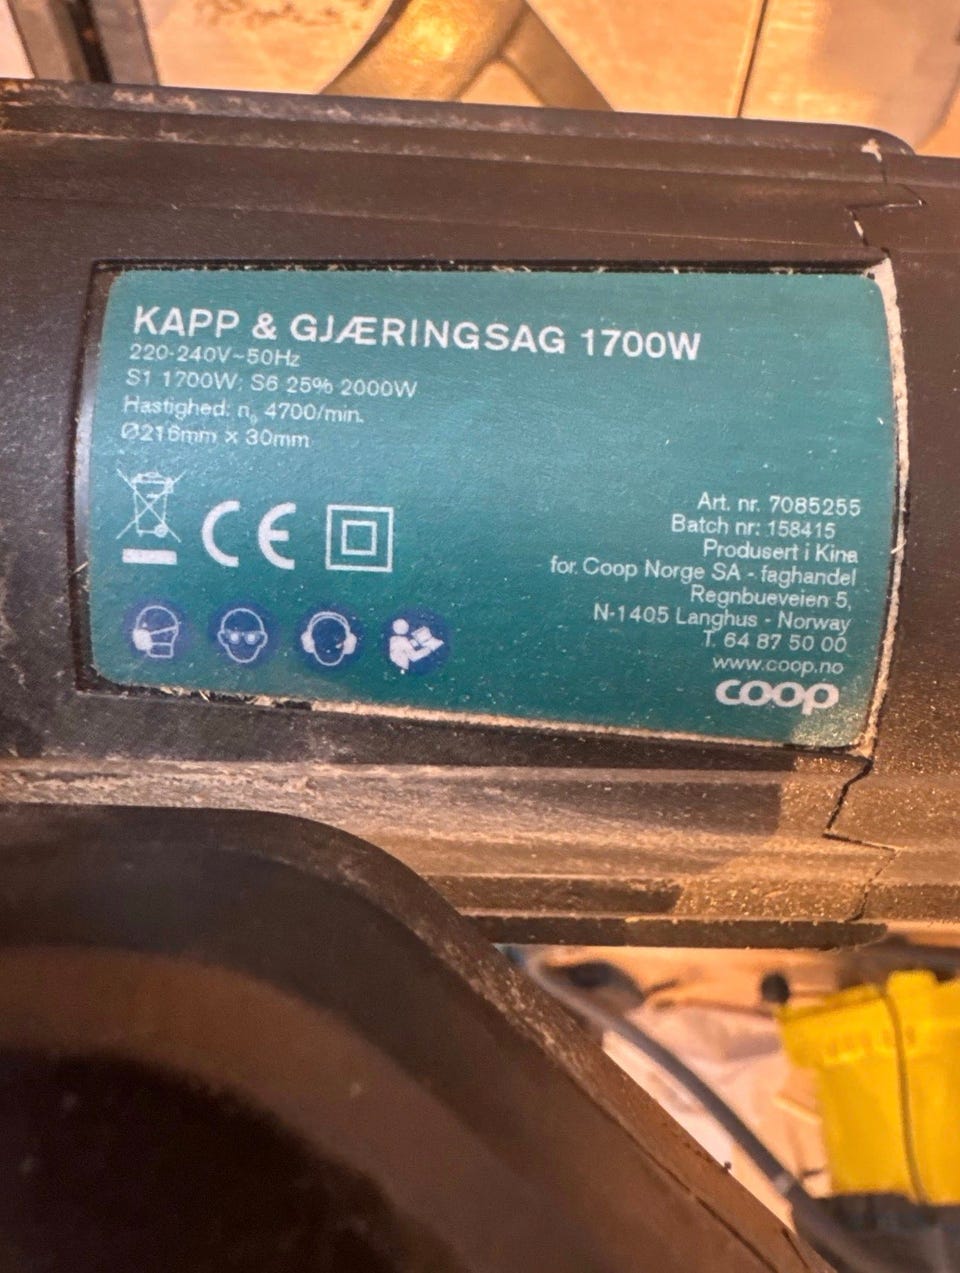 KAPP & GJÆRINGSAG 1700W
220-240V~50Hz
S1 1700W; S6 25% 2000W
Hastighed: n₀ 4700/min.
Ø216mm x 30mm
CE
Art. nr. 7085255
Batch nr: 158415
Produsert i Kina
for. Coop Norge SA - faghandel
Regnbueveien 5,
N-1405 Langhus - Norway
T. 64 87 50 00
www.coop.no
coop